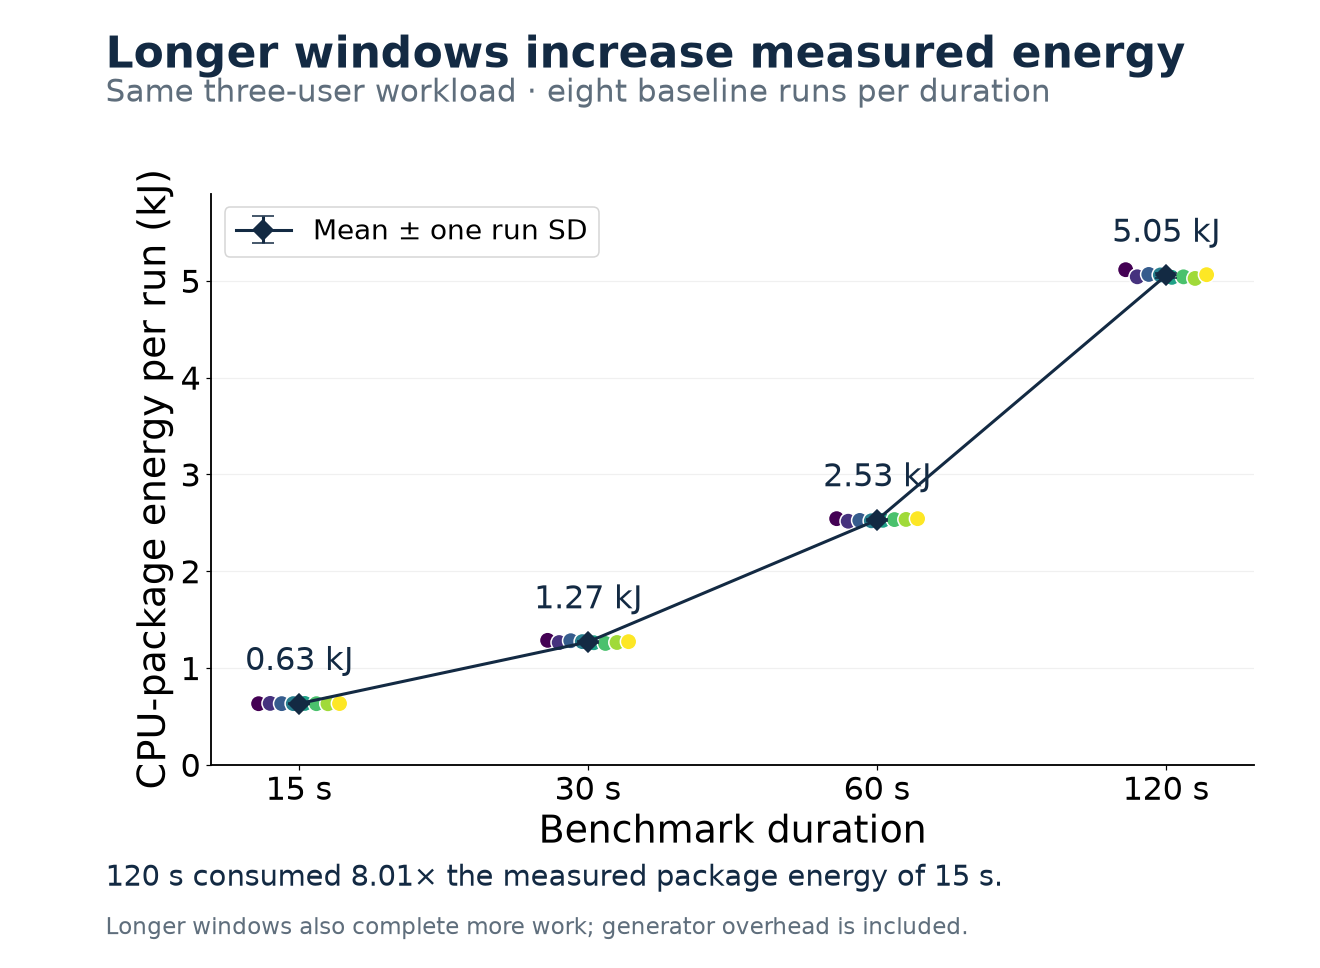 Longer windows increase measured energy
Same three-user workload · eight baseline runs per duration
CPU-package energy per run (kJ)
Mean ± one run SD
5.05 kJ
2.53 kJ
1.27 kJ
0.63 kJ
5
4
3
2
1
0
15 s
30 s
60 s
120 s
Benchmark duration
120 s consumed 8.01× the measured package energy of 15 s.
Longer windows also complete more work; generator overhead is included.